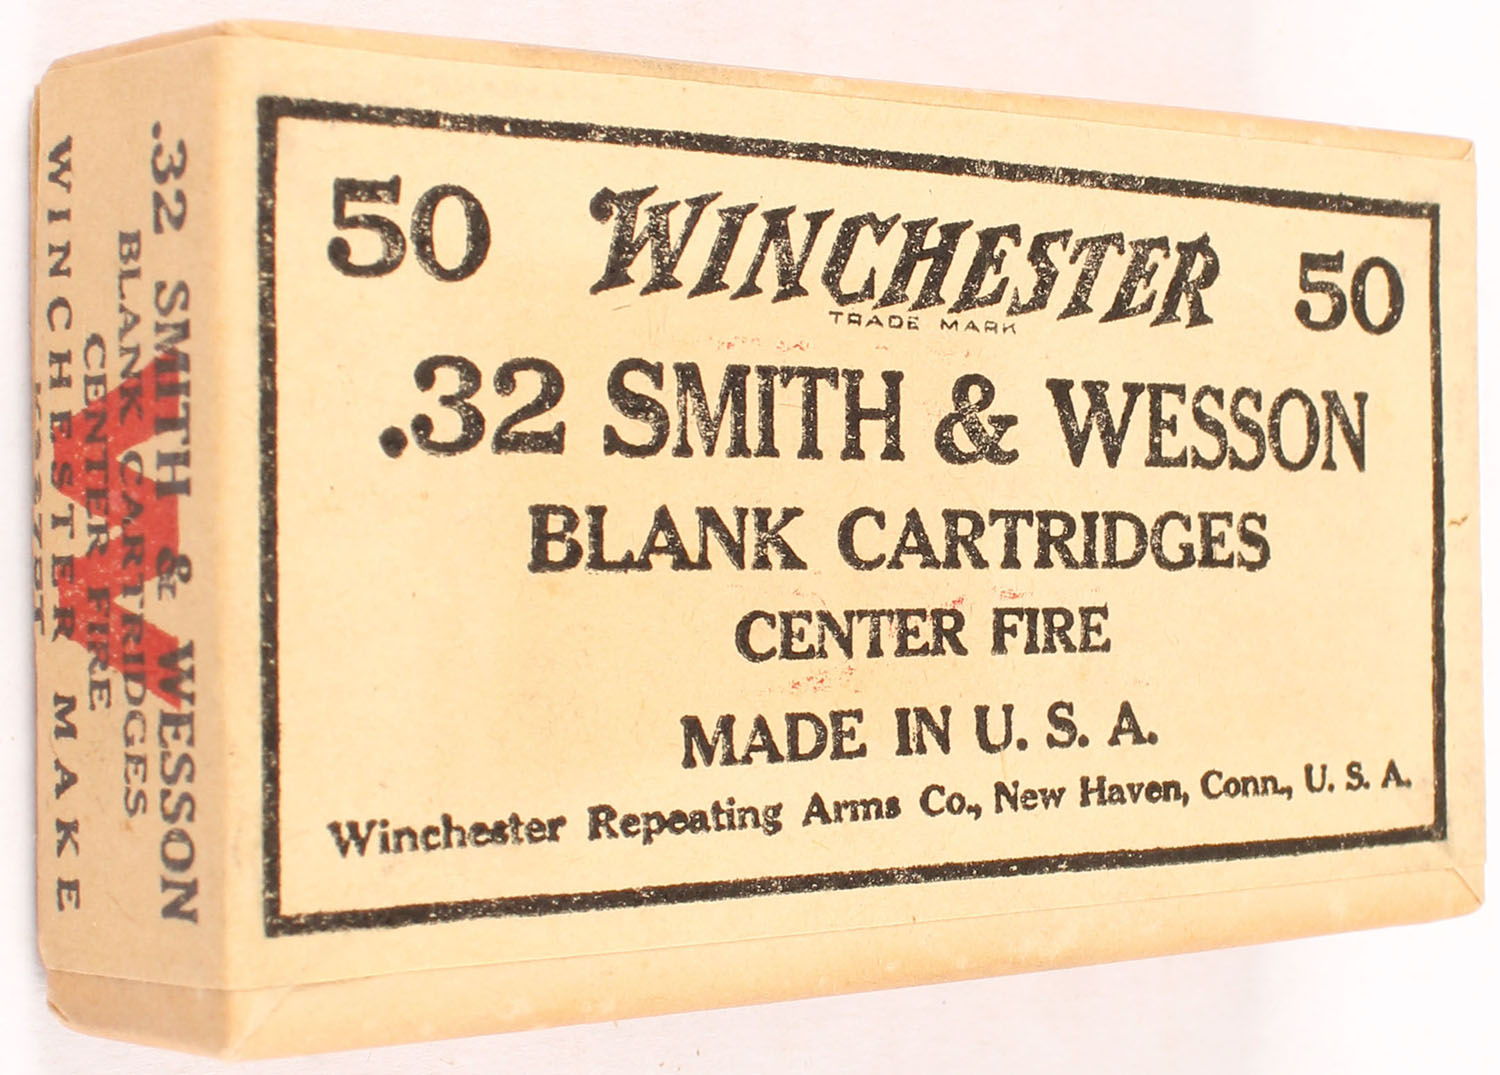 50 WINCHESTER 50
TRADE MARK
.32 SMITH & WESSON
BLANK CARTRIDGES
CENTER FIRE
MADE IN U. S. A.
Winchester Repeating Arms Co., New Haven, Conn., U. S. A.
.32 SMITH & WESSON
BLANK CARTRIDGES
CENTER FIRE
WINCHESTER MAKE
W